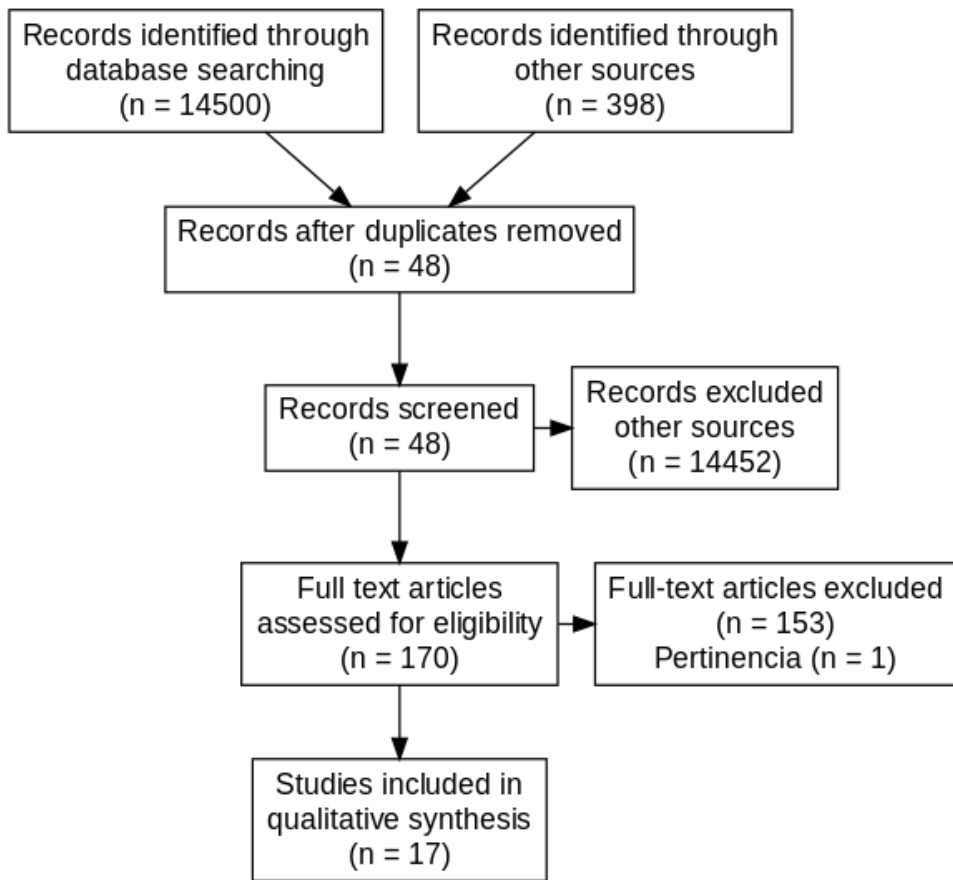 Records identified through
database searching
(n = 14500)
Records identified through
other sources
(n = 398)
Records after duplicates removed
(n = 48)
Records screened
(n = 48)
Records excluded
other sources
(n = 14452)
Full text articles
assessed for eligibility
(n = 170)
Full-text articles excluded
(n = 153)
Pertinencia (n = 1)
Studies included in
qualitative synthesis
(n = 17)